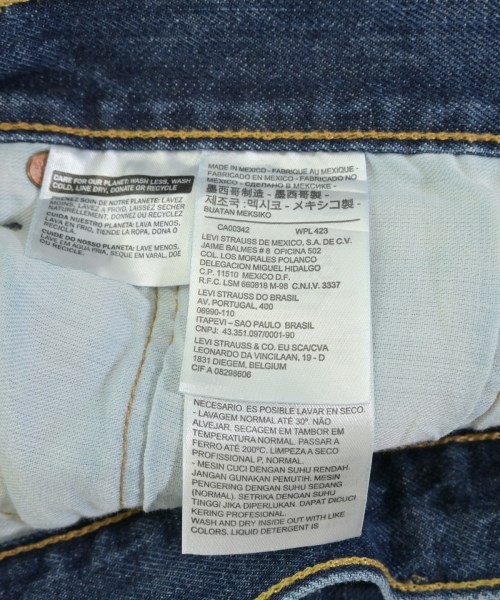 CARE FOR OUR PLANET: WASH LESS, WASH
COLD, LINE DRY, DONATE OR RECYCLE
PRENEZ SOIN DE NOTRE PLANETE: LAVEZ
MOINS, LAVEZ A FROID, LAISSEZ SECHER
NATURELLEMENT, DONNEZ OU RECYCLEZ
CUIDA NUESTRO PLANETA: LAVA MENOS,
LAVA EN FRIO, TIENDE LA ROPA, DONA O
RECICLA.
CUIDE DO NOSSO PLANETA: LAVE MENOS,
LAVE EM AGUA FRIA, SEQUE EM VARAL, DOE
RECICLE
MADE IN MEXICO - FABRIQUE AU MEXIQUE -
FABRICADO EN MEXICO - FABRICADO NO
MEXICO - СДЕЛАНО В МЕКСИКЕ -
墨西哥制造 - 墨西哥製 -
제조국: 멕시코 - メキシコ製 -
BUATAN MEKSIKO
CA00342 WPL 423
LEVI STRAUSS DE MEXICO, S.A. DE C.V.
JAIME BALMES # 8 OFICINA 502
COL. LOS MORALES POLANCO
DELEGACION MIGUEL HIDALGO
C.P. 11510 MEXICO D.F.
R.F.C. LSM 660818 M-98 C.N.I.V. 3337
LEVI STRAUSS DO BRASIL
AV. PORTUGAL, 400
06990-110
ITAPEVI – SAO PAULO BRASIL
CNPJ: 43.351.097/0001-90
LEVI STRAUSS & CO. EU SCA/CVA
LEONARDO DA VINCILAAN, 19 - D
1831 DIEGEM, BELGIUM
CIF A 08298606
NECESARIO. ES POSIBLE LAVAR EN SECO.
- LAVAGEM NORMAL ATÉ 30º. NÃO
ALVEJAR. SECAGEM EM TAMBOR EM
TEMPERATURA NORMAL. PASSAR A
FERRO ATÉ 200°C. LIMPEZA A SECO
PROFISSIONAL P, NORMAL.
- MESIN CUCI DENGAN SUHU RENDAH.
JANGAN GUNAKAN PEMUTIH. MESIN
PENGERING DENGAN SUHU SEDANG
(NORMAL). SETRIKA DENGAN SUHU
TINGGI JIKA DIPERLUKAN. DAPAT DICUCI
KERING PROFESIONAL.
WASH AND DRY INSIDE OUT WITH LIKE
COLORS. LIQUID DETERGENT IS